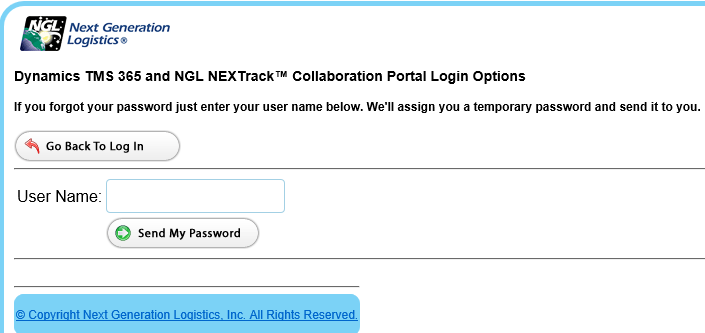 NGL
Next Generation
Logistics®
Dynamics TMS 365 and NGL NEXTrack™ Collaboration Portal Login Options
If you forgot your password just enter your user name below. We'll assign you a temporary password and send it to you.
Go Back To Log In
User Name:
Send My Password
© Copyright Next Generation Logistics, Inc. All Rights Reserved.